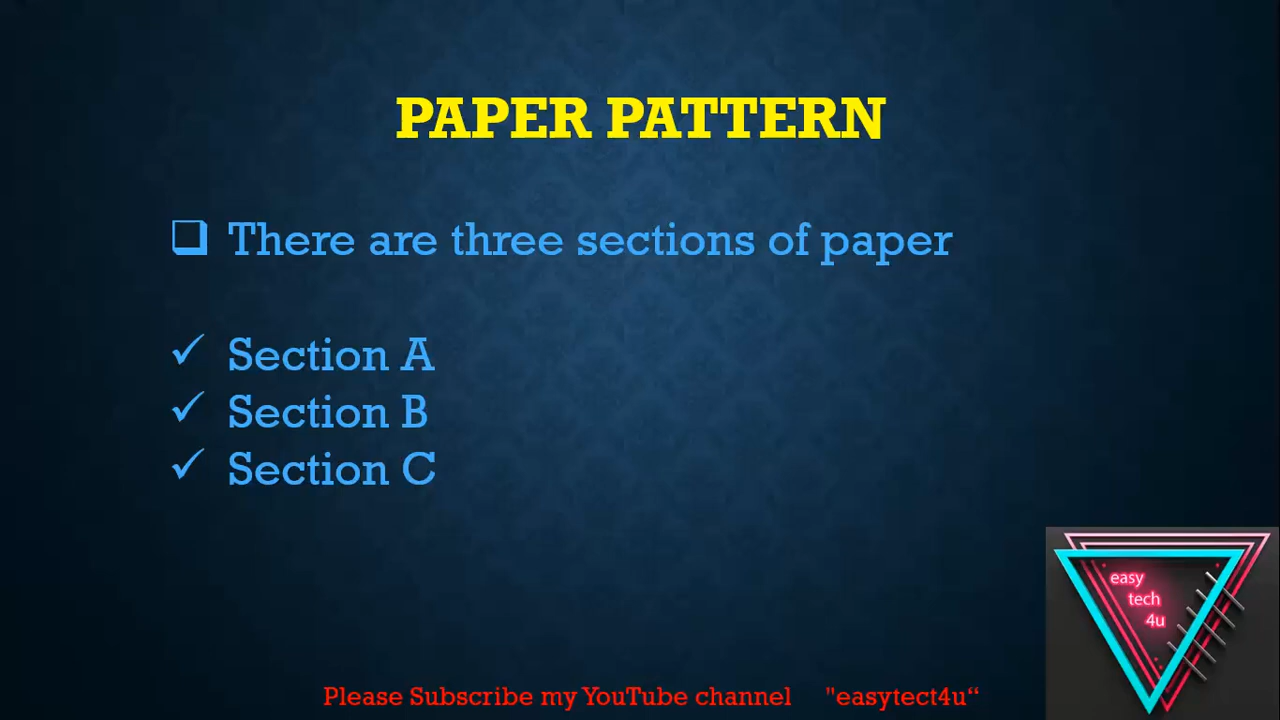 PAPER PATTERN
There are three sections of paper
Section A
Section B
Section C
easy
tech
4u
Please Subscribe my YouTube channel "easytect4u“